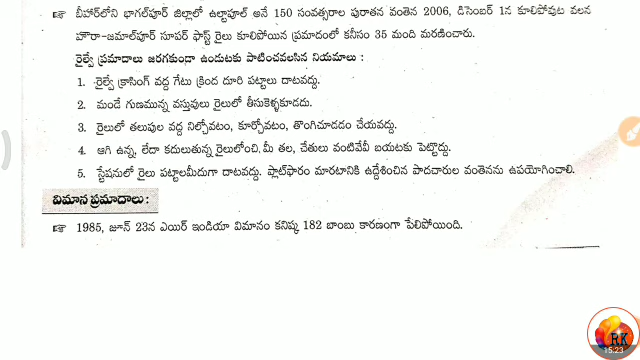 ☞ బీహార్‌లోని భాగల్‌పూర్ జిల్లాలో ఉల్టాపూల్ అనే 150 సంవత్సరాల పురాతన వంతెన 2006, డిసెంబర్ 1న కూలిపోవుట వలన
హౌరా-జమాల్‌పూర్ సూపర్ ఫాస్ట్ రైలు కూలిపోయిన ప్రమాదంలో కనీసం 35 మంది మరణించారు.
రైల్వే ప్రమాదాలు జరగకుండా ఉండుటకు పాటించవలసిన నియమాలు :
1. రైల్వే క్రాసింగ్ వద్ద గేటు క్రింద దూరి పట్టాలు దాటవద్దు.
2. మండే గుణమున్న వస్తువులు రైలులో తీసుకెళ్ళకూడదు.
3. రైలులో తలుపుల వద్ద నిల్చోవటం, కూర్చోవటం, తొంగిచూడడం చేయవద్దు.
4. ఆగి ఉన్న, లేదా కదులుతున్న రైలులోంచి, మీ తల, చేతులు వంటివేవీ బయటకు పెట్టొద్దు.
5. స్టేషనులో రైలు పట్టాలమీదుగా దాటవద్దు. ప్లాట్‌ఫారం మారటానికి ఉద్దేశించిన పాదచారుల వంతెనను ఉపయోగించాలి.
విమాన ప్రమాదాలు :
☞ 1985, జూన్ 23న ఎయిర్ ఇండియా విమానం కనిష్క 182 బాంబు కారణంగా పేలిపోయింది.
RK
15:23